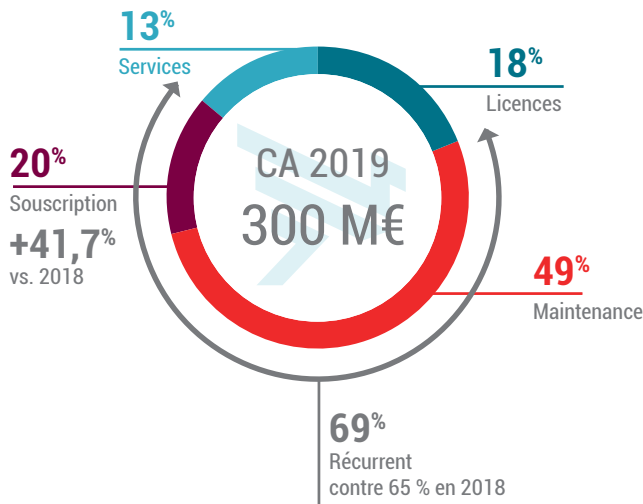 13%
Services
18%
Licences
20%
Souscription
+41,7%
vs. 2018
CA 2019
300 M€
49%
Maintenance
69%
Récurrent
contre 65 % en 2018